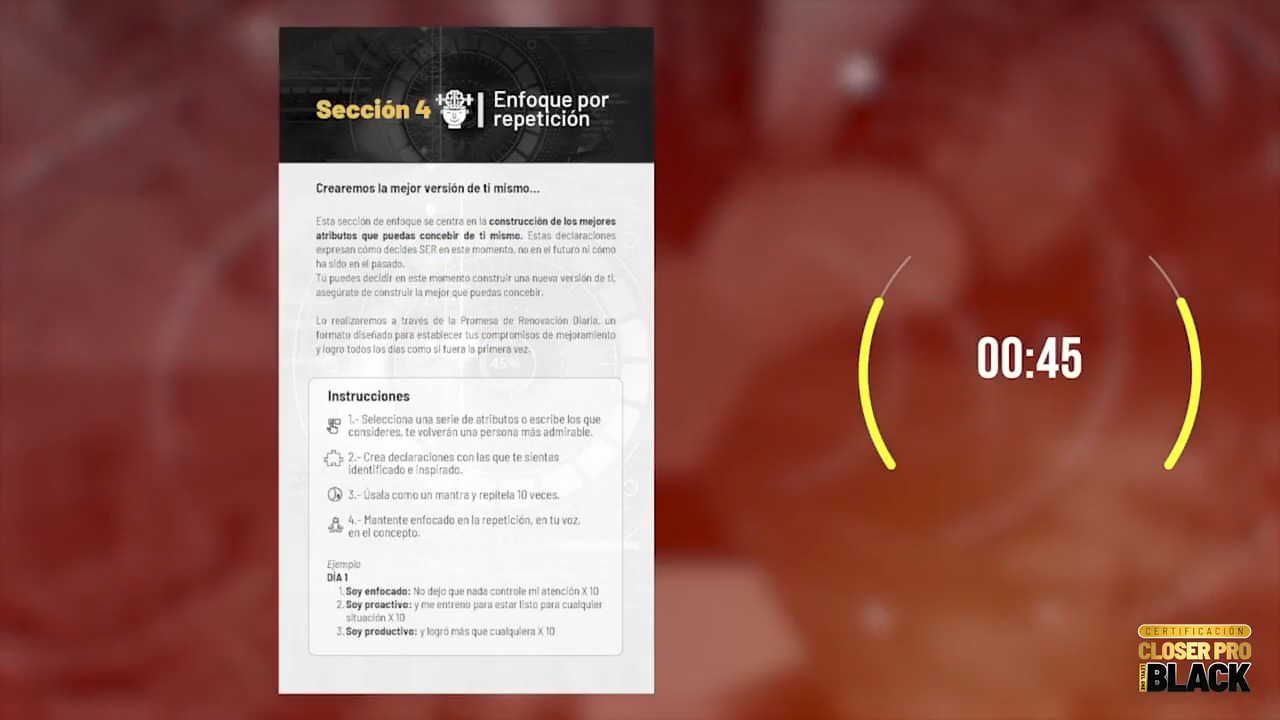 Sección 4
Enfoque por
repetición
Crearemos la mejor versión de ti mismo...
Esta sección de enfoque se centra en la construcción de los mejores
atributos que puedas concebir de ti mismo. Estas declaraciones
expresan cómo decides SER en este momento, no en el futuro ni cómo
ha sido en el pasado.
Tú puedes decidir en este momento construir una nueva versión de ti,
asegúrate de construir la mejor que puedas concebir.
Lo realizaremos a través de la Promesa de Renovación Diaria, un
formato diseñado para establecer tus compromisos de mejoramiento
y logro todos los días como si fuera la primera vez.
45%
Instrucciones
1.- Selecciona una serie de atributos o escribe los que
consideres, te volverán una persona más admirable.
2.- Crea declaraciones con las que te sientas
identificado e inspirado.
3.- Úsala como un mantra y repítela 10 veces.
4.- Mantente enfocado en la repetición, en tu voz,
en el concepto.
Ejemplo
DÍA 1
1. Soy enfocado: No dejo que nada controle mi atención X 10
2. Soy proactivo: y me entreno para estar listo para cualquier
situación X 10
3. Soy productivo: y logró más que cualquiera X 10
00:45
CERTIFICACIÓN
CLOSER PRO
BLACK